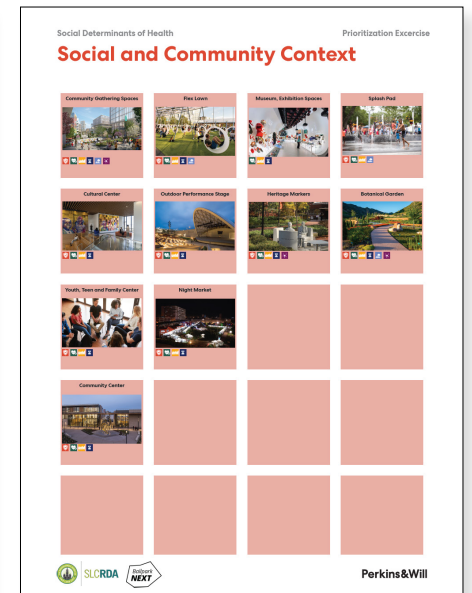 Social Determinants of Health
Prioritization Excercise
Social and Community Context
Community Gathering Spaces
Flex Lawn
Museum, Exhibition Spaces
Splash Pad
Cultural Center
Outdoor Performance Stage
Heritage Markers
Botanical Garden
Youth, Teen and Family Center
Night Market
Community Center
SLCRDA
Ballpark
NEXT
Perkins&Will